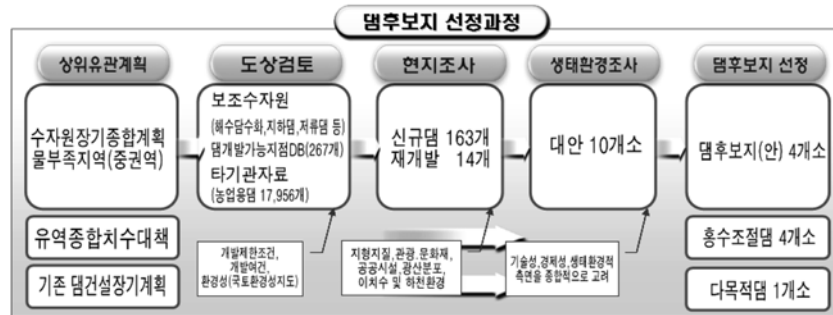 댐후보지 선정과정
상위유관계획
수자원장기종합계획
물부족지역(중권역)
유역종합치수대책
기존 댐건설장기계획
도상검토
보조수자원
(해수담수화,지하댐,저류댐 등)
댐개발가능지점DB(267개)
타기관자료
(농업용댐 17,956개)
개발제한조건,
개발여건,
환경성(국토환경성지도)
현지조사
신규댐 163개
재개발 14개
지형지질,관광.문화재,
공공시설,광산분포,
이치수 및 하천환경
생태환경조사
대안 10개소
기술성,경제성,생태환경적
측면을 종합적으로 고려
댐후보지 선정
댐후보지(안) 4개소
홍수조절댐 4개소
다목적댐 1개소